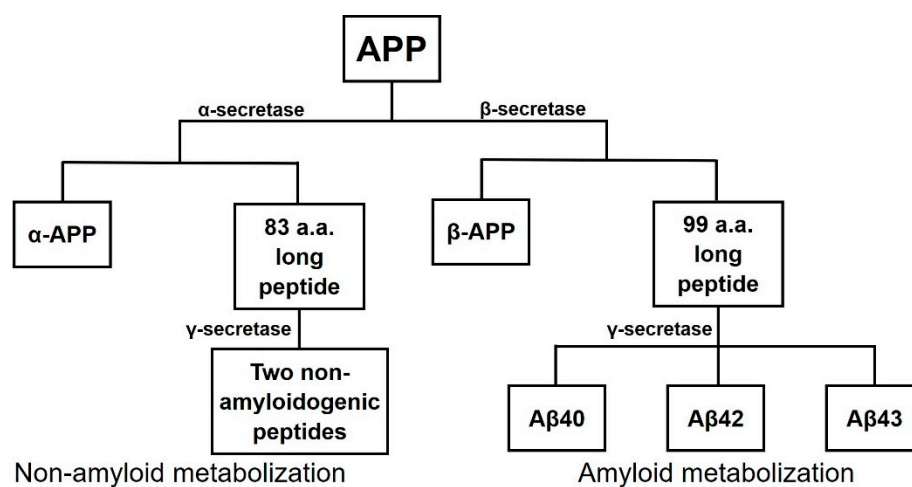 APP
α-secretase
β-secretase
α-APP
83 a.a.
long
peptide
β-APP
99 a.a.
long
peptide
γ-secretase
γ-secretase
Two non-
amyloidogenic
peptides
Aβ40
Aβ42
Aβ43
Non-amyloid metabolization
Amyloid metabolization